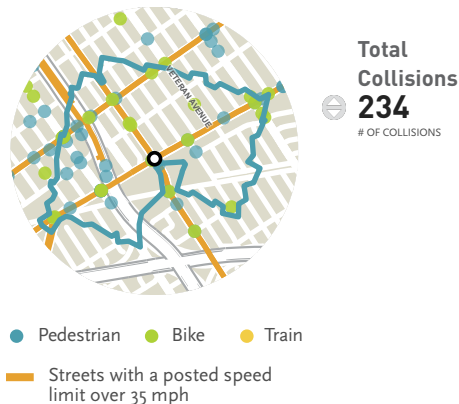 VETERAN AVENUE
Total
Collisions
234
# OF COLLISIONS
Pedestrian Bike Train
Streets with a posted speed
limit over 35 mph